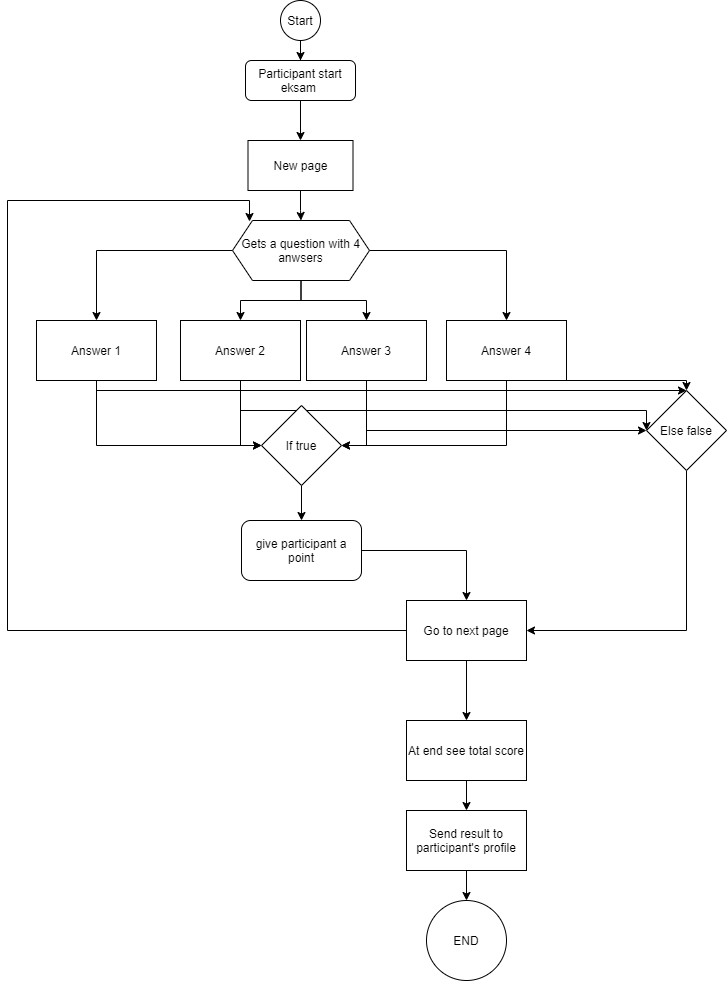 Start
Participant start
eksam
New page
Gets a question with 4
anwsers
Answer 1
Answer 2
Answer 3
Answer 4
If true
Else false
give participant a
point
Go to next page
At end see total score
Send result to
participant's profile
END